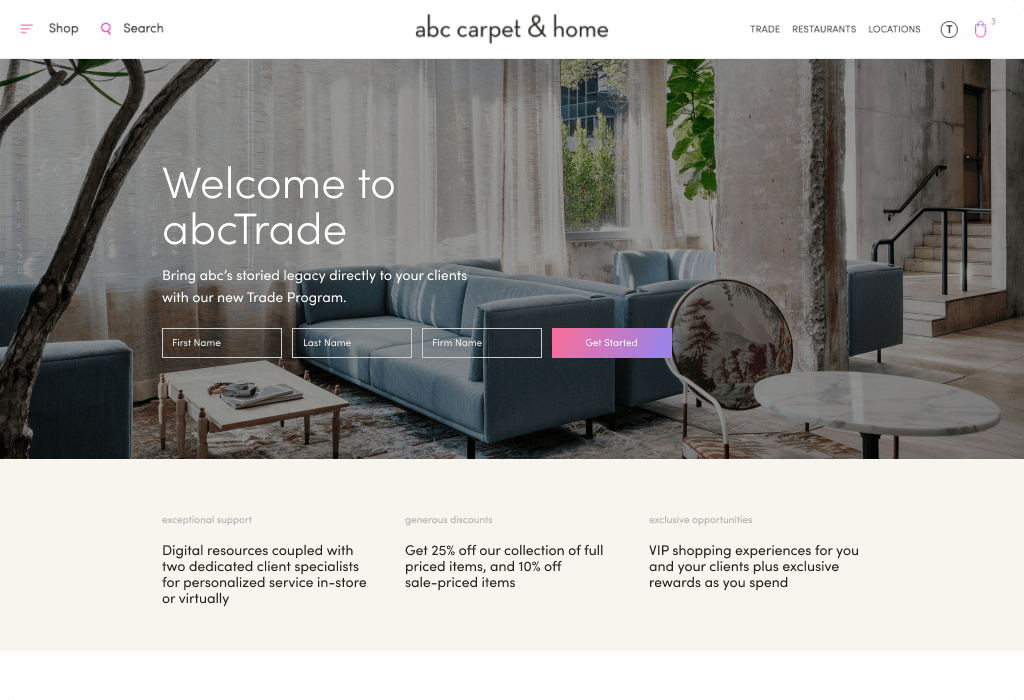 Shop
Search
abc carpet & home
TRADE
RESTAURANTS
LOCATIONS
T
3
Welcome to
abcTrade
Bring abc’s storied legacy directly to your clients
with our new Trade Program.
First Name
Last Name
Firm Name
Get Started
exceptional support
Digital resources coupled with
two dedicated client specialists
for personalized service in-store
or virtually
generous discounts
Get 25% off our collection of full
priced items, and 10% off
sale-priced items
exclusive opportunities
VIP shopping experiences for you
and your clients plus exclusive
rewards as you spend